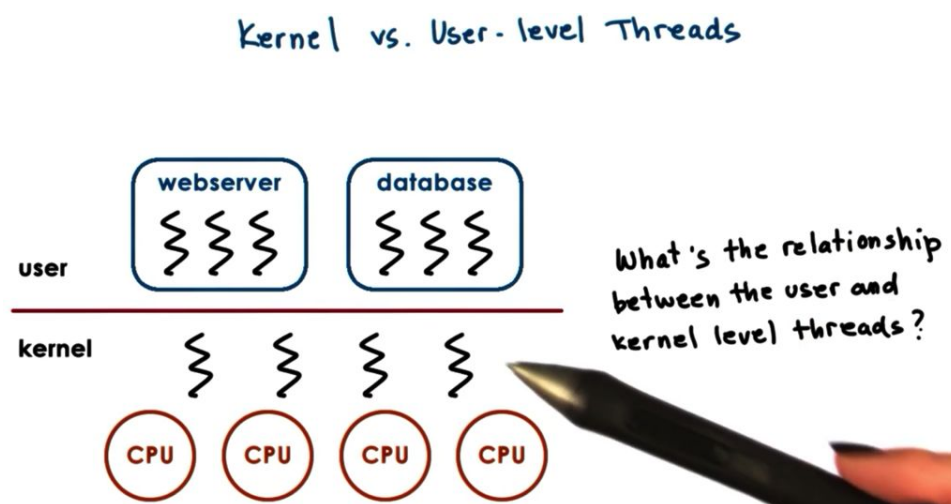 Kernel vs. User-level Threads
webserver
database
user
What's the relationship
between the user and
kernel level threads?
kernel
CPU
CPU
CPU
CPU